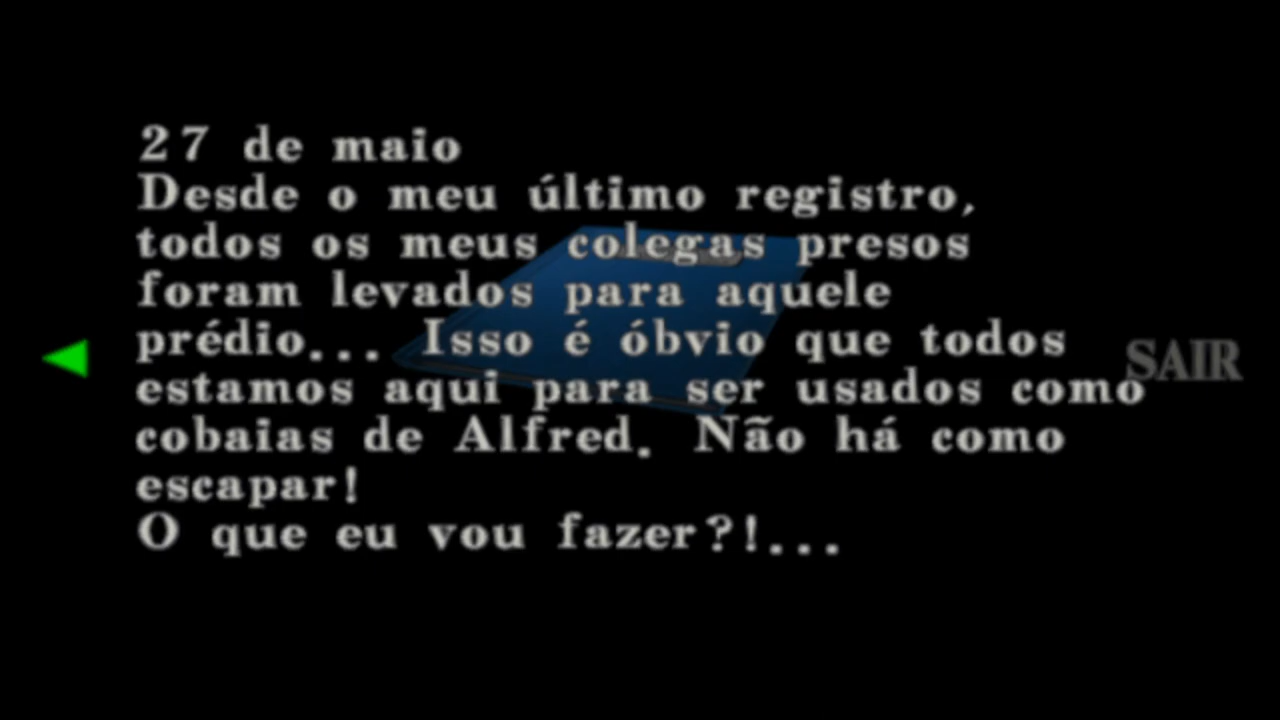 27 de maio
Desde o meu último registro,
todos os meus colegas presos
foram levados para aquele
prédio... Isso é óbvio que todos
SAIR
estamos aqui para ser usados como
cobaias de Alfred. Não há como
escapar!
O que eu vou fazer?!...